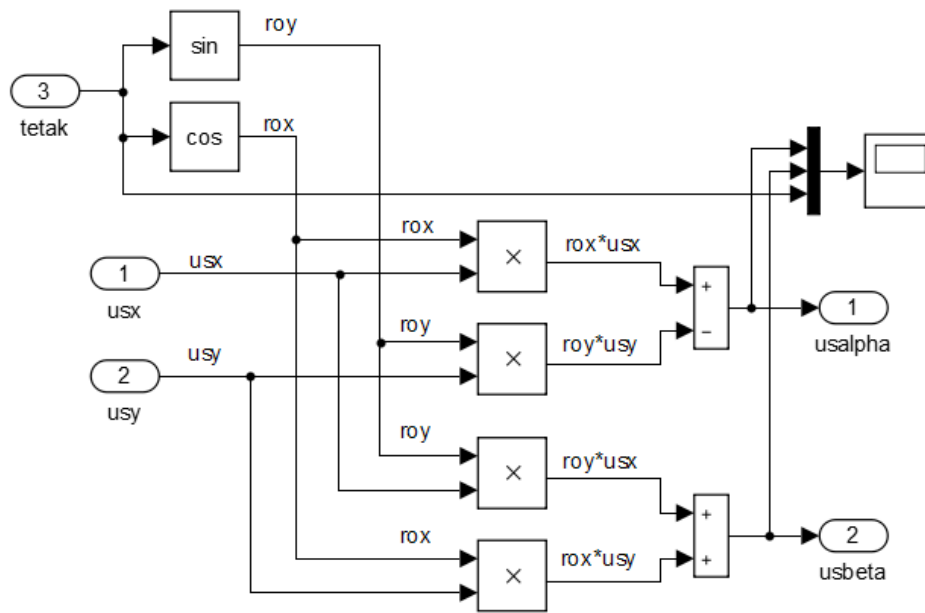 roy
sin
3
tetak
rox
cos
rox
rox*usx
usx
1
usx
+
−
1
usalpha
roy
roy*usy
usy
2
usy
roy
roy*usx
+
+
2
usbeta
rox
rox*usy
×
×
×
×